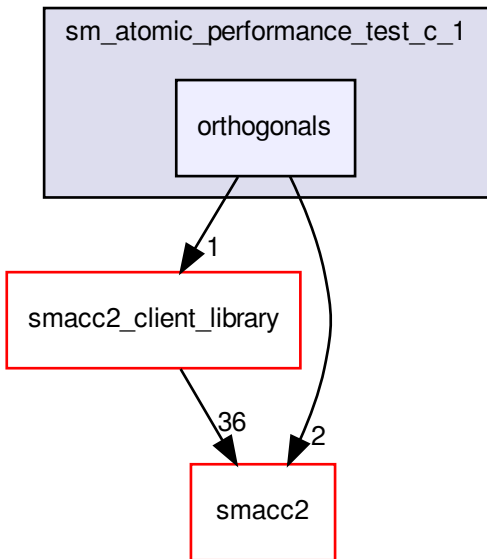 sm_atomic_performance_test_c_1
orthogonals
1
smacc2_client_library
36
2
smacc2